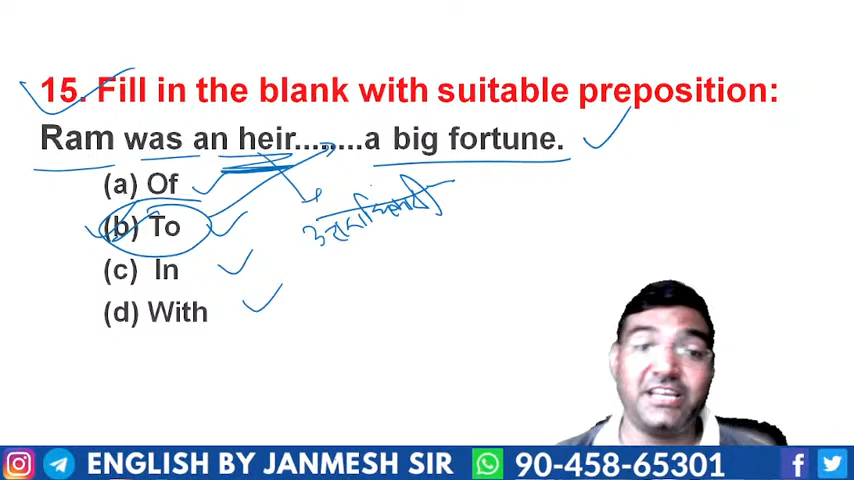 15. Fill in the blank with suitable preposition:
Ram was an heir........a big fortune.
(a) Of
(b) To
(c) In
(d) With
उत्तराधिकारी
ENGLISH BY JANMESH SIR 90-458-65301